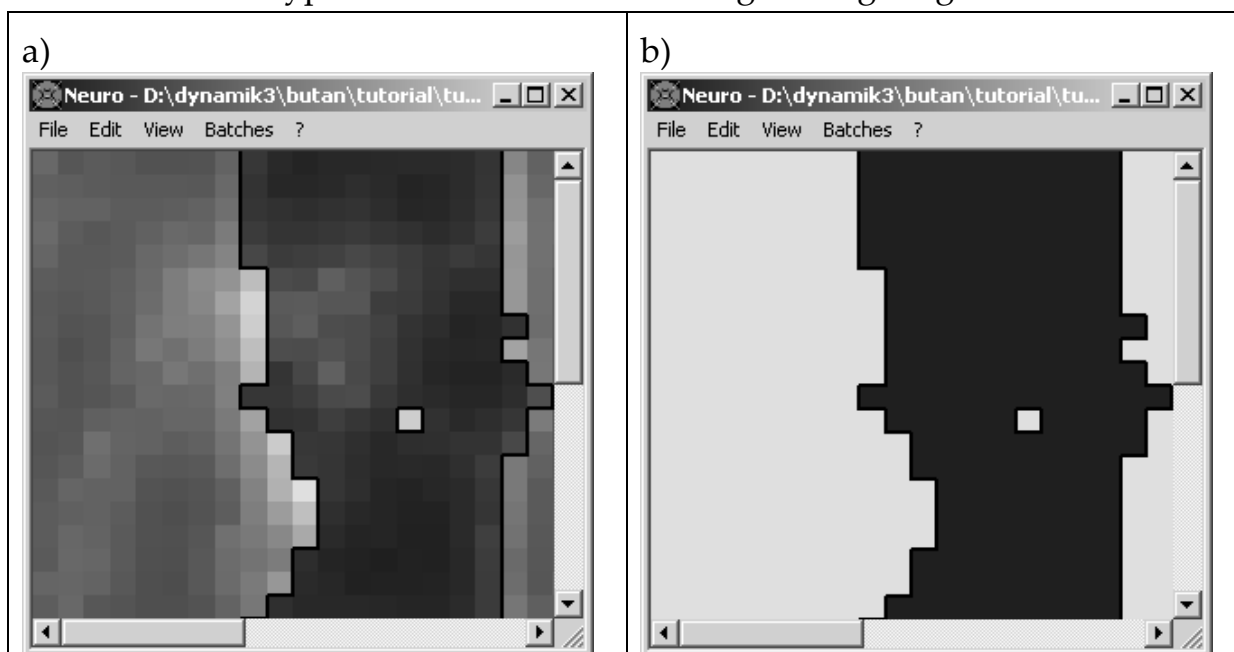 a)
b)
Neuro - D:\dynamik3\butan\tutorial\tu...
File Edit View Batches ?
Neuro - D:\dynamik3\butan\tutorial\tu...
File Edit View Batches ?